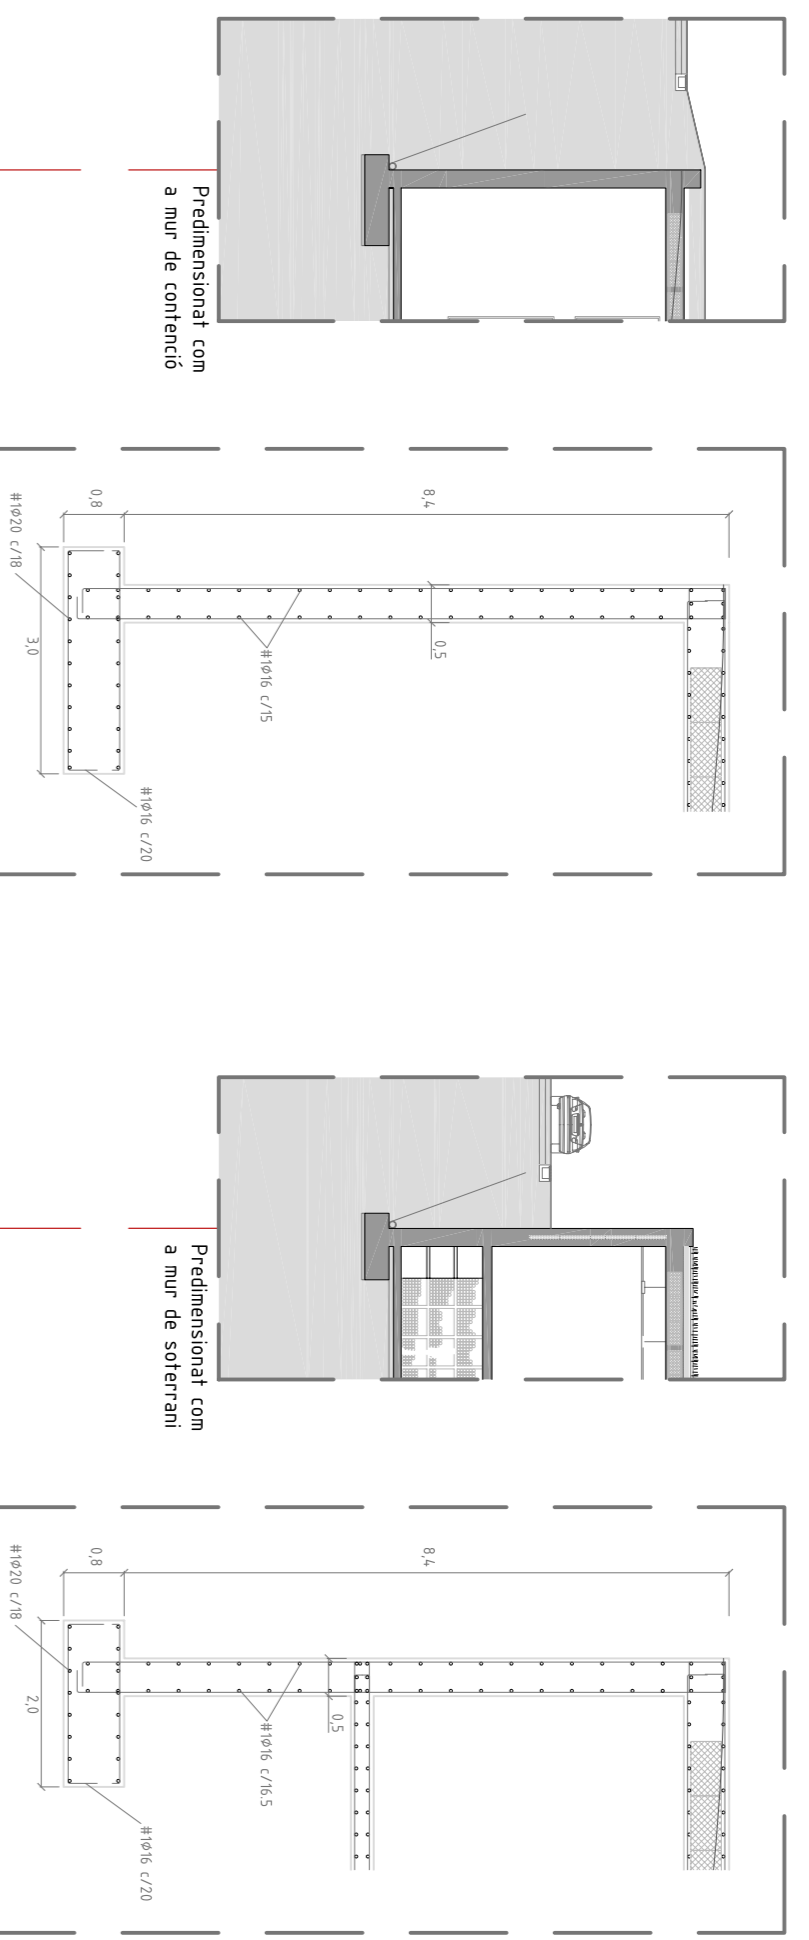 Predimensionat com
a mur de contenció
8,4
0,8
0,5
3,0
#1Ø16 c/15
#1Ø20 c/18
#1Ø16 c/20
Predimensionat com
a mur de soterrani
8,4
0,8
0,5
2,0
#1Ø16 c/16.5
#1Ø20 c/18
#1Ø16 c/20